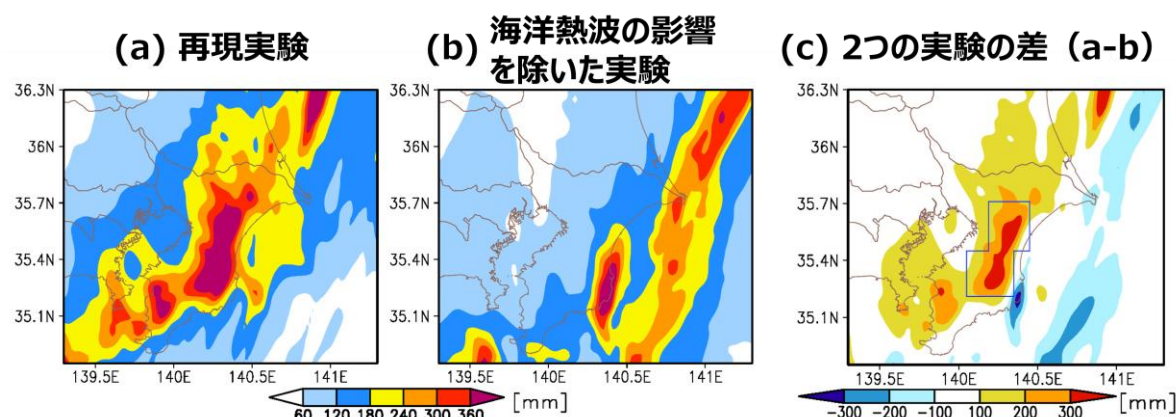 (a) 再現実験
(b) 海洋熱波の影響
を除いた実験
(c) 2つの実験の差（a-b）
36.3N
36N
35.7N
35.4N
35.1N
139.5E 140E 140.5E 141E
36.3N
36N
35.7N
35.4N
35.1N
139.5E 140E 140.5E 141E
36.3N
36N
35.7N
35.4N
35.1N
139.5E 140E 140.5E 141E
60 120 180 240 300 360 [mm]
-300 -200 -100 100 200 300 [mm]